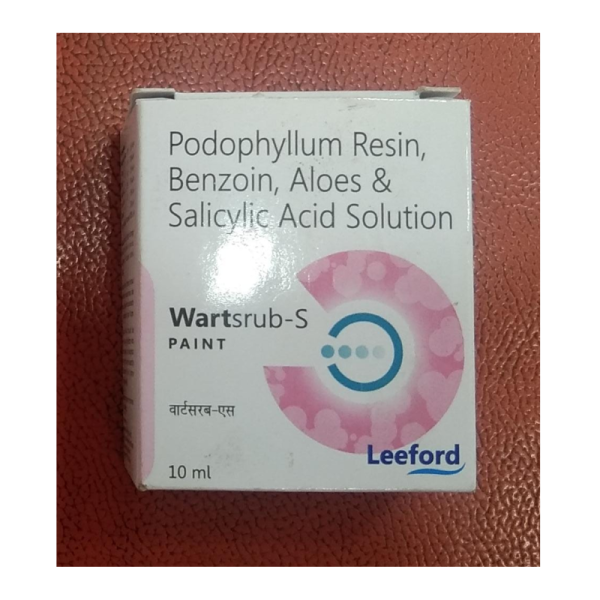 Podophyllum Resin,
Benzoin, Aloes &
Salicylic Acid Solution
Wartsrub-S
PAINT
वार्टसरब-एस
Leeford
10 ml